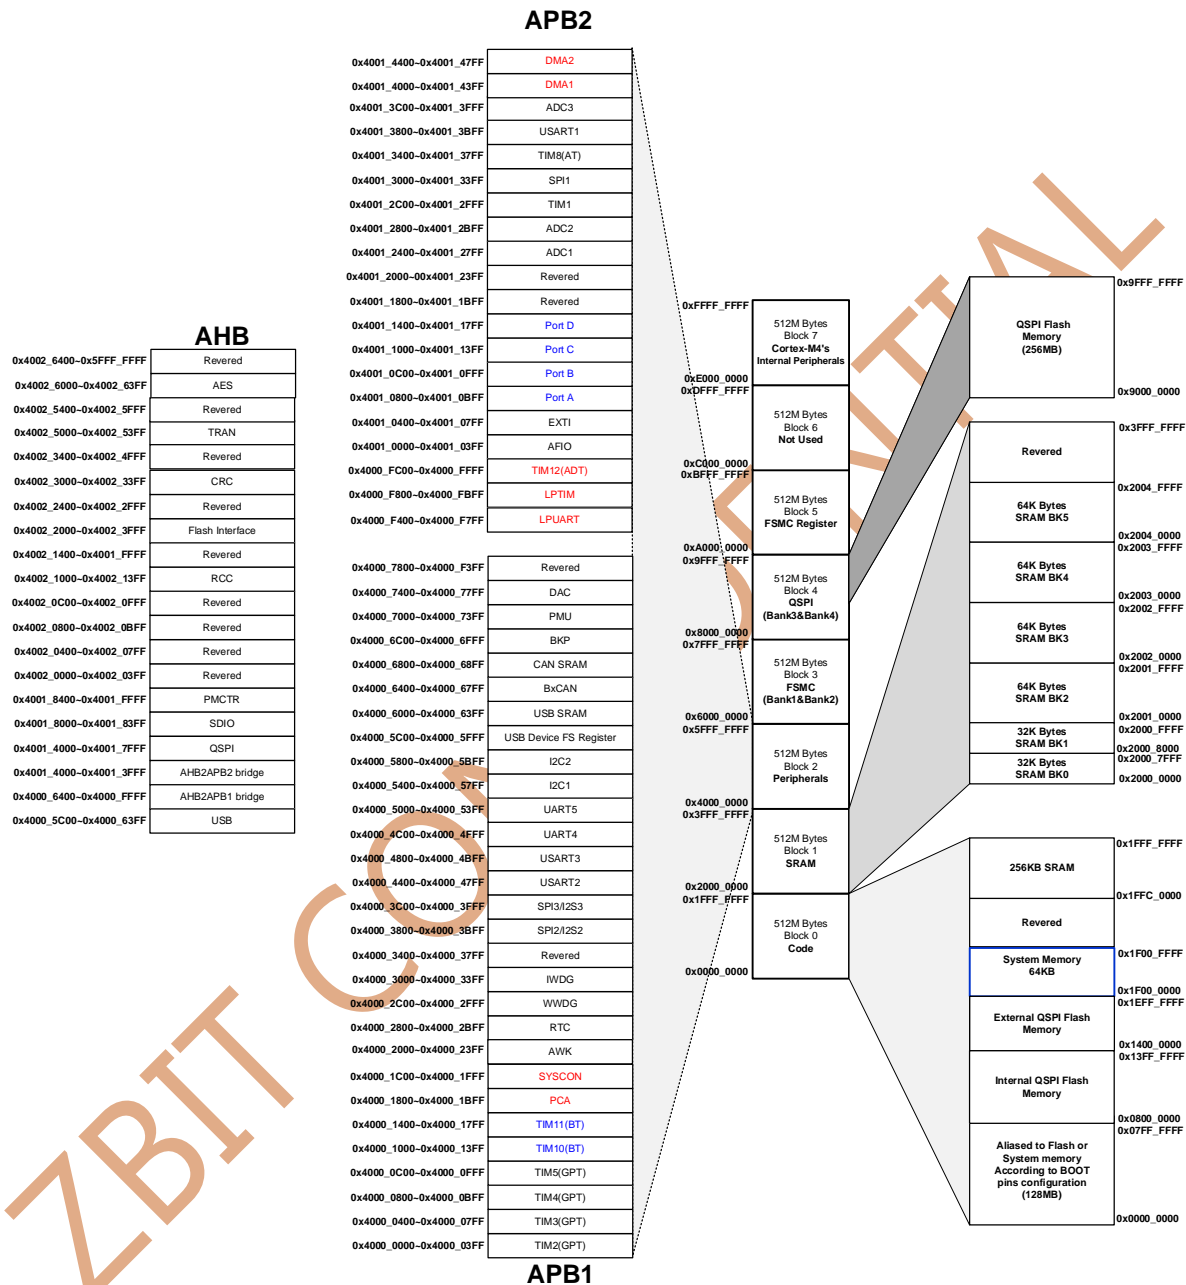 APB2
0x4001_4400~0x4001_47FF DMA2
0x4001_4000~0x4001_43FF DMA1
0x4001_3C00~0x4001_3FFF ADC3
0x4001_3800~0x4001_3BFF USART1
0x4001_3400~0x4001_37FF TIM8(AT)
0x4001_3000~0x4001_33FF SPI1
0x4001_2C00~0x4001_2FFF TIM1
0x4001_2800~0x4001_2BFF ADC2
0x4001_2400~0x4001_27FF ADC1
0x4001_2000~00x4001_23FF Revered
0x4001_1800~0x4001_1BFF Revered
0x4001_1400~0x4001_17FF Port D
0x4001_1000~0x4001_13FF Port C
0x4001_0C00~0x4001_0FFF Port B
0x4001_0800~0x4001_0BFF Port A
0x4001_0400~0x4001_07FF EXTI
0x4001_0000~0x4001_03FF AFIO
0x4000_FC00~0x4000_FFFF TIM12(ADT)
0x4000_F800~0x4000_FBFF LPTIM
0x4000_F400~0x4000_F7FF LPUART
0x4000_7800~0x4000_F3FF Revered
0x4000_7400~0x4000_77FF DAC
0x4000_7000~0x4000_73FF PMU
0x4000_6C00~0x4000_6FFF BKP
0x4000_6800~0x4000_68FF CAN SRAM
0x4000_6400~0x4000_67FF BxCAN
0x4000_6000~0x4000_63FF USB SRAM
0x4000_5C00~0x4000_5FFF USB Device FS Register
0x4000_5800~0x4000_5BFF I2C2
0x4000_5400~0x4000_57FF I2C1
0x4000_5000~0x4000_53FF UART5
0x4000_4C00~0x4000_4FFF UART4
0x4000_4800~0x4000_4BFF USART3
0x4000_4400~0x4000_47FF USART2
0x4000_3C00~0x4000_3FFF SPI3/I2S3
0x4000_3800~0x4000_3BFF SPI2/I2S2
0x4000_3400~0x4000_37FF Revered
0x4000_3000~0x4000_33FF IWDG
0x4000_2C00~0x4000_2FFF WWDG
0x4000_2800~0x4000_2BFF RTC
0x4000_2000~0x4000_23FF AWK
0x4000_1C00~0x4000_1FFF SYSCON
0x4000_1800~0x4000_1BFF PCA
0x4000_1400~0x4000_17FF TIM11(BT)
0x4000_1000~0x4000_13FF TIM10(BT)
0x4000_0C00~0x4000_0FFF TIM5(GPT)
0x4000_0800~0x4000_0BFF TIM4(GPT)
0x4000_0400~0x4000_07FF TIM3(GPT)
0x4000_0000~0x4000_03FF TIM2(GPT)
APB1
AHB
0x4002_6400~0x5FFF_FFFF Revered
0x4002_6000~0x4002_63FF AES
0x4002_5400~0x4002_5FFF Revered
0x4002_5000~0x4002_53FF TRAN
0x4002_3400~0x4002_4FFF Revered
0x4002_3000~0x4002_33FF CRC
0x4002_2400~0x4002_2FFF Revered
0x4002_2000~0x4002_3FFF Flash Interface
0x4002_1400~0x4001_FFFF Revered
0x4002_1000~0x4002_13FF RCC
0x4002_0C00~0x4002_0FFF Revered
0x4002_0800~0x4002_0BFF Revered
0x4002_0400~0x4002_07FF Revered
0x4002_0000~0x4002_03FF Revered
0x4001_8400~0x4001_FFFF PMCTR
0x4001_8000~0x4001_83FF SDIO
0x4001_4000~0x4001_7FFF QSPI
0x4001_4000~0x4001_3FFF AHB2APB2 bridge
0x4000_6400~0x4000_FFFF AHB2APB1 bridge
0x4000_5C00~0x4000_63FF USB
0xFFFF_FFFF
512M Bytes
Block 7
Cortex-M4's
Internal Peripherals
0xE000_0000
0xDFFF_FFFF
512M Bytes
Block 6
Not Used
0xC000_0000
0xBFFF_FFFF
512M Bytes
Block 5
FSMC Register
0xA000_0000
0x9FFF_FFFF
512M Bytes
Block 4
QSPI
(Bank3&Bank4)
0x8000_0000
0x7FFF_FFFF
512M Bytes
Block 3
FSMC
(Bank1&Bank2)
0x6000_0000
0x5FFF_FFFF
512M Bytes
Block 2
Peripherals
0x4000_0000
0x3FFF_FFFF
512M Bytes
Block 1
SRAM
0x2000_0000
0x1FFF_FFFF
512M Bytes
Block 0
Code
0x0000_0000
0x9FFF_FFFF
QSPI Flash
Memory
(256MB)
0x9000_0000
0x3FFF_FFFF
Revered
0x2004_FFFF
64K Bytes
SRAM BK5
0x2004_0000
0x2003_FFFF
64K Bytes
SRAM BK4
0x2003_0000
0x2002_FFFF
64K Bytes
SRAM BK3
0x2002_0000
0x2001_FFFF
64K Bytes
SRAM BK2
0x2001_0000
0x2000_FFFF
32K Bytes
SRAM BK1
0x2000_8000
0x2000_7FFF
32K Bytes
SRAM BK0
0x2000_0000
0x1FFF_FFFF
256KB SRAM
0x1FFC_0000
Revered
0x1F00_FFFF
System Memory
64KB
0x1F00_0000
0x1EFF_FFFF
External QSPI Flash
Memory
0x1400_0000
0x13FF_FFFF
Internal QSPI Flash
Memory
0x0800_0000
0x07FF_FFFF
Aliased to Flash or
System memory
According to BOOT
pins configuration
(128MB)
0x0000_0000